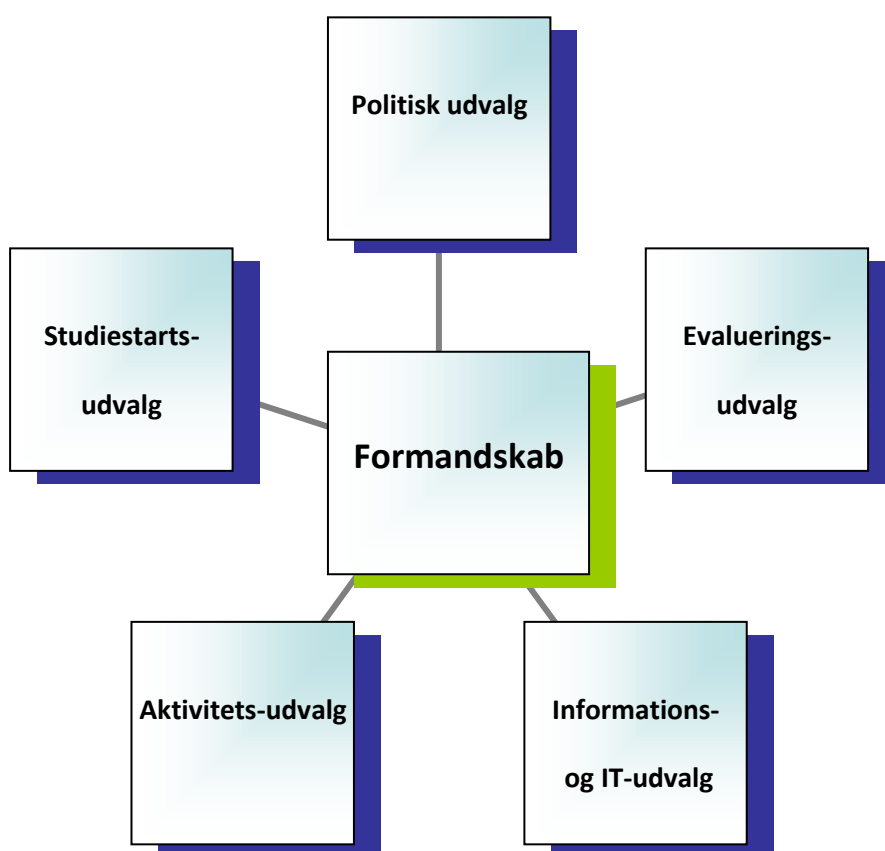 Politisk udvalg
Studiestarts-
udvalg
Evaluerings-
udvalg
Formandskab
Aktivitets-udvalg
Informations-
og IT-udvalg